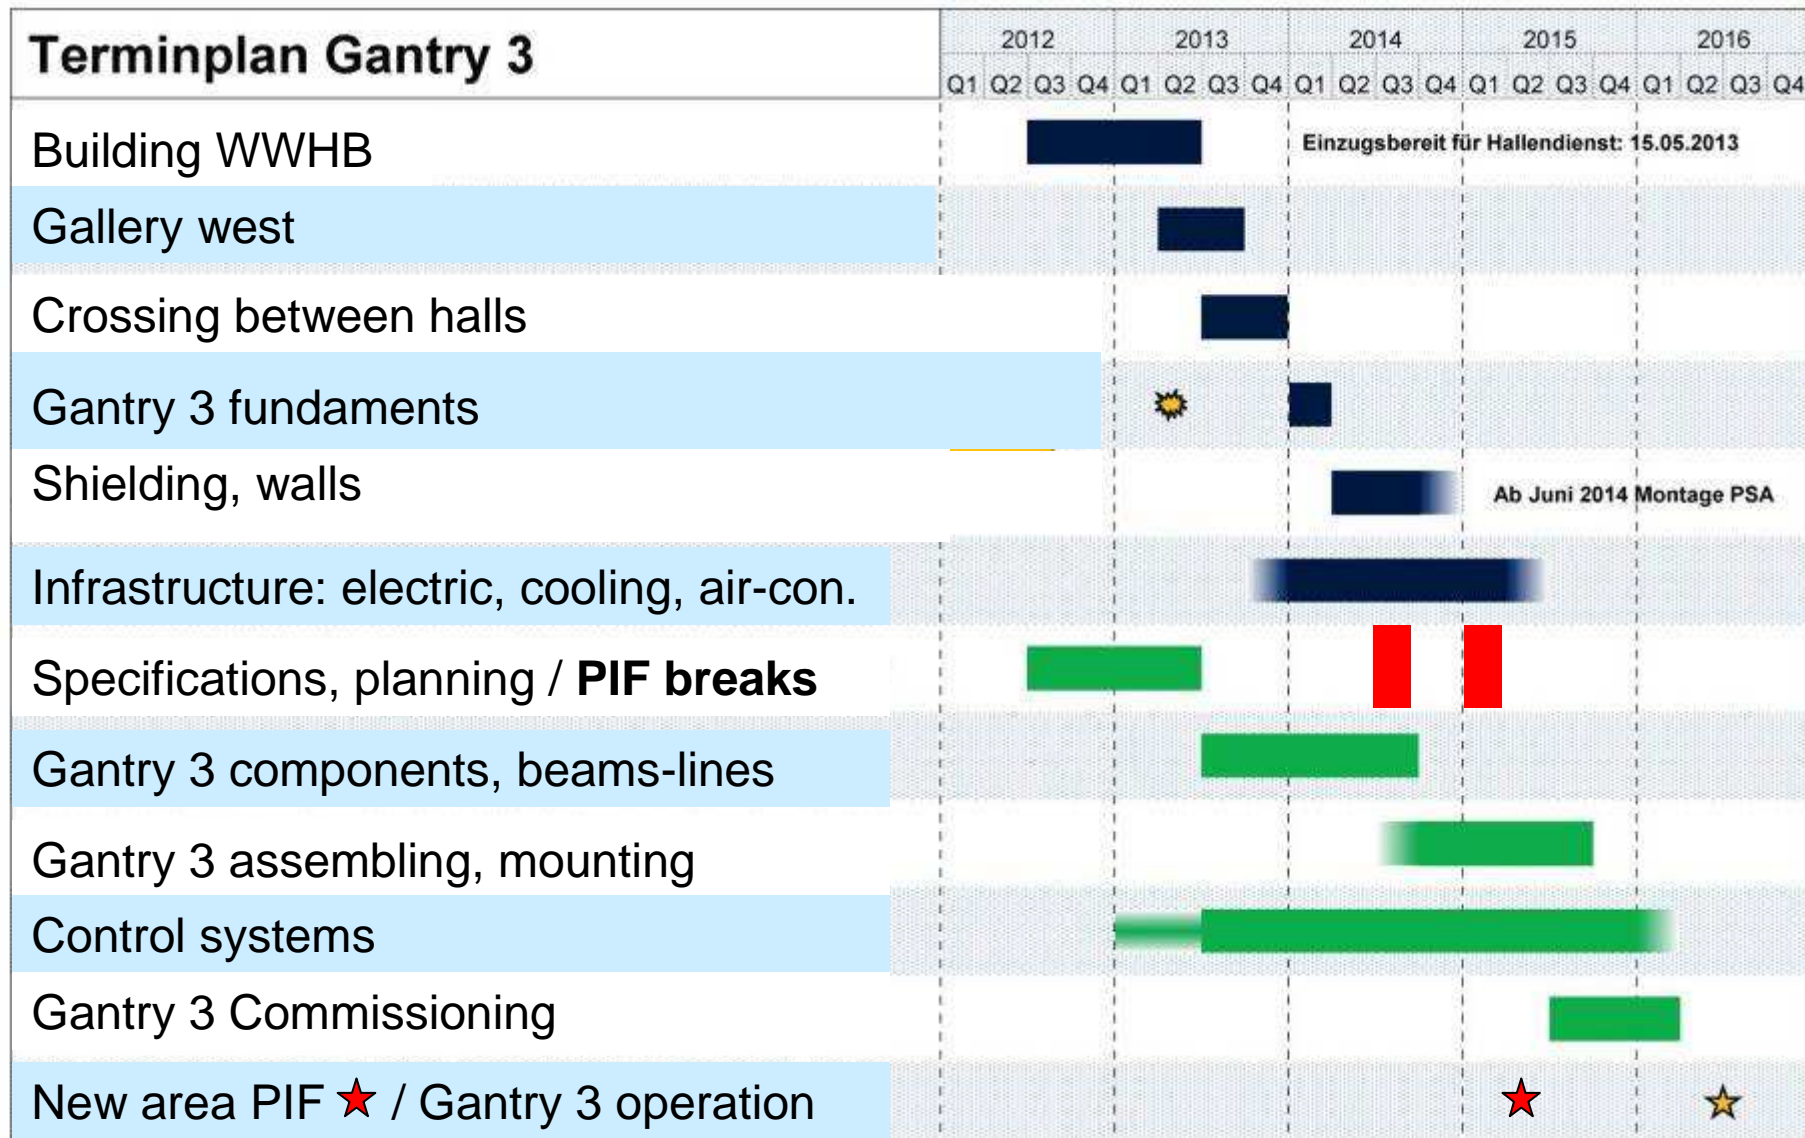 Terminplan Gantry 3
2012 2013 2014 2015 2016
Q1 Q2 Q3 Q4 Q1 Q2 Q3 Q4 Q1 Q2 Q3 Q4 Q1 Q2 Q3 Q4 Q1 Q2 Q3 Q4
Building WWHB
Einzugsbereit für Hallendienst: 15.05.2013
Gallery west
Crossing between halls
Gantry 3 fundaments
Shielding, walls
Ab Juni 2014 Montage PSA
Infrastructure: electric, cooling, air-con.
Specifications, planning / PIF breaks
Gantry 3 components, beams-lines
Gantry 3 assembling, mounting
Control systems
Gantry 3 Commissioning
New area PIF / Gantry 3 operation